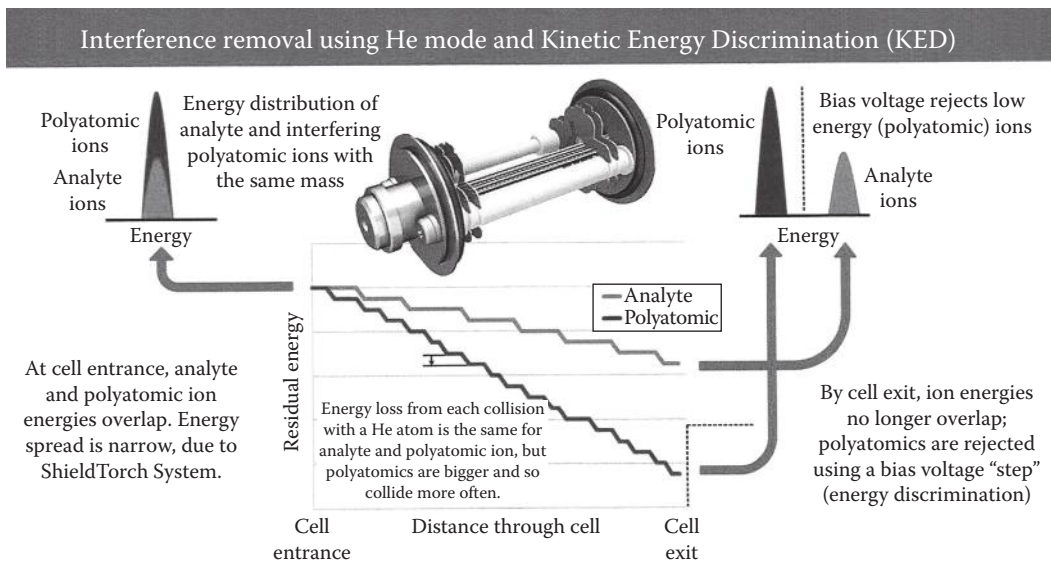 Interference removal using He mode and Kinetic Energy Discrimination (KED)
Polyatomic
ions
Analyte
ions
Energy
Energy distribution of
analyte and interfering
polyatomic ions with
the same mass
Polyatomic
ions
Bias voltage rejects low
energy (polyatomic) ions
Analyte
ions
Energy
At cell entrance, analyte
and polyatomic ion
energies overlap. Energy
spread is narrow, due to
ShieldTorch System.
Residual energy
Analyte
Polyatomic
Energy loss from each collision
with a He atom is the same for
analyte and polyatomic ion, but
polyatomics are bigger and so
collide more often.
Cell
entrance
Distance through cell
Cell
exit
By cell exit, ion energies
no longer overlap;
polyatomics are rejected
using a bias voltage “step”
(energy discrimination)